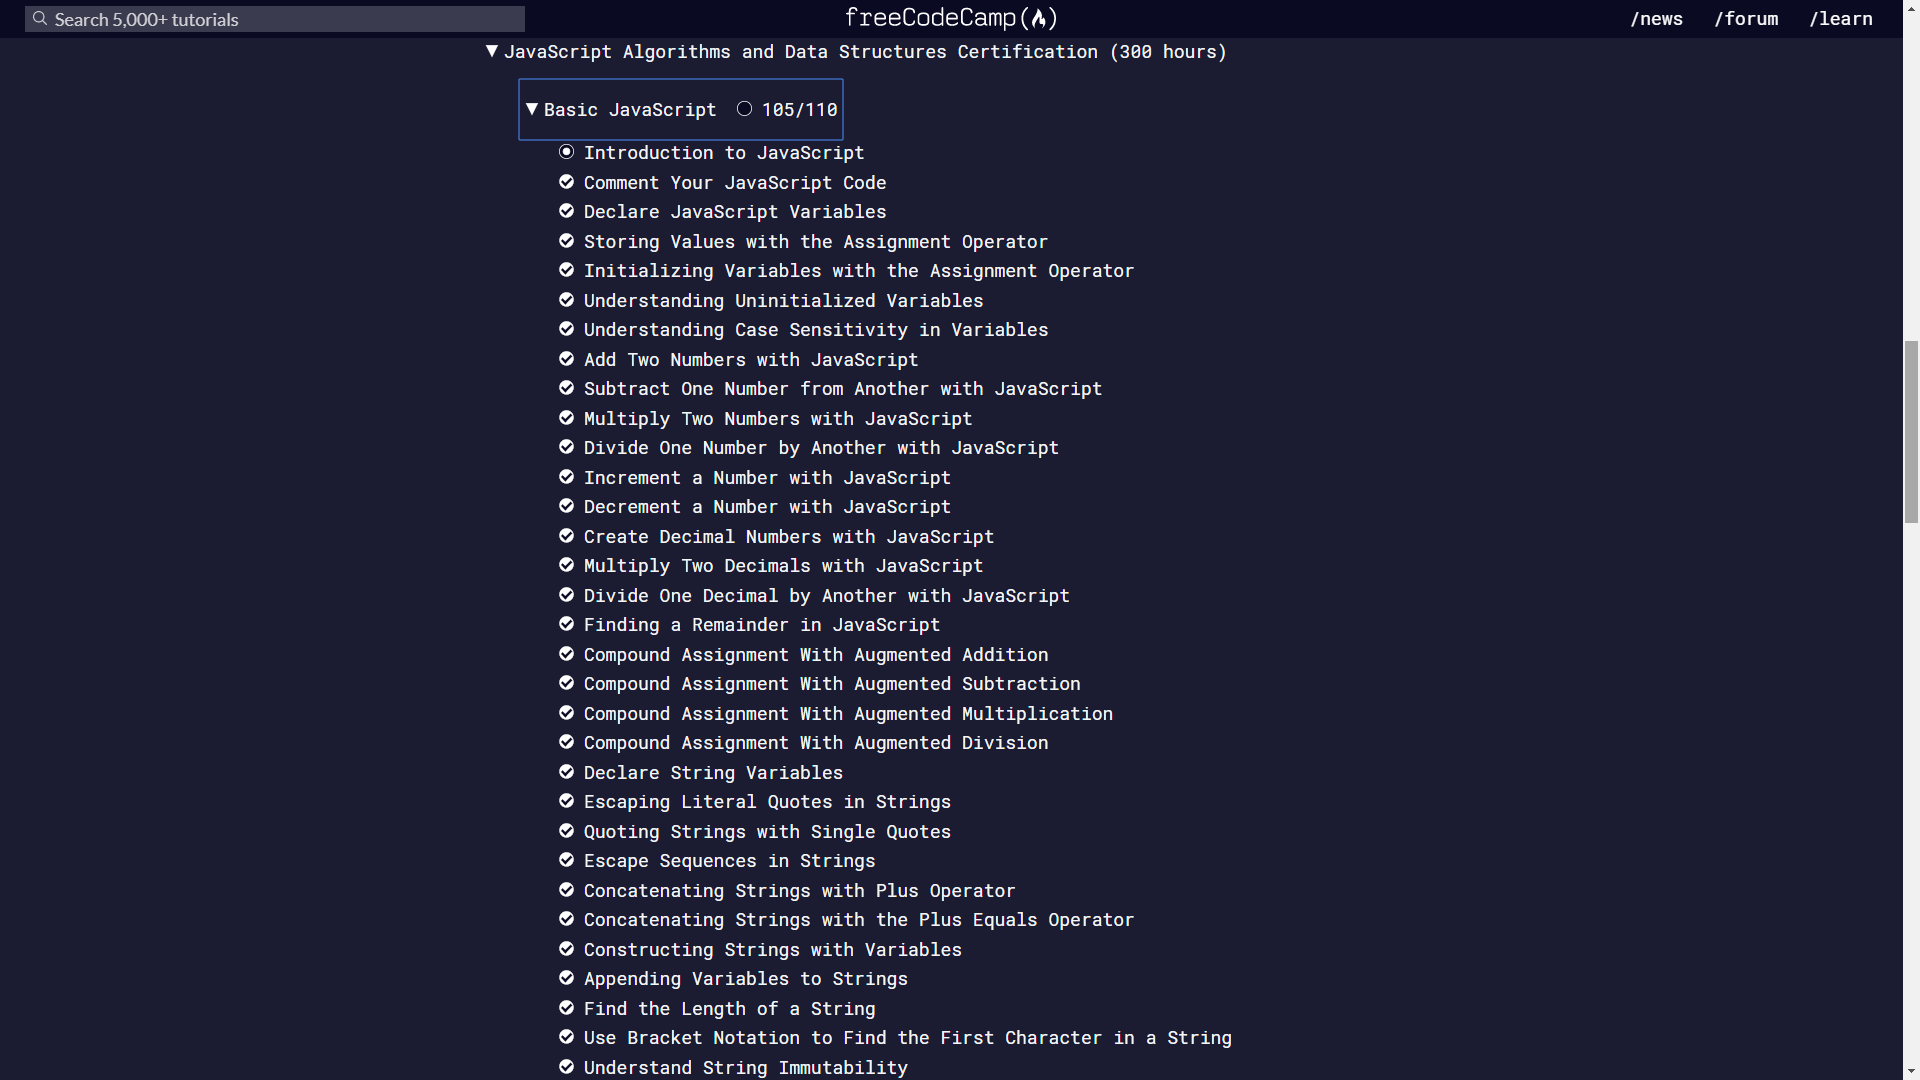 Search 5,000+ tutorials
freeCodeCamp(🔥)
/news
/forum
/learn
JavaScript Algorithms and Data Structures Certification (300 hours)
Basic JavaScript 105/110
Introduction to JavaScript
Comment Your JavaScript Code
Declare JavaScript Variables
Storing Values with the Assignment Operator
Initializing Variables with the Assignment Operator
Understanding Uninitialized Variables
Understanding Case Sensitivity in Variables
Add Two Numbers with JavaScript
Subtract One Number from Another with JavaScript
Multiply Two Numbers with JavaScript
Divide One Number by Another with JavaScript
Increment a Number with JavaScript
Decrement a Number with JavaScript
Create Decimal Numbers with JavaScript
Multiply Two Decimals with JavaScript
Divide One Decimal by Another with JavaScript
Finding a Remainder in JavaScript
Compound Assignment With Augmented Addition
Compound Assignment With Augmented Subtraction
Compound Assignment With Augmented Multiplication
Compound Assignment With Augmented Division
Declare String Variables
Escaping Literal Quotes in Strings
Quoting Strings with Single Quotes
Escape Sequences in Strings
Concatenating Strings with Plus Operator
Concatenating Strings with the Plus Equals Operator
Constructing Strings with Variables
Appending Variables to Strings
Find the Length of a String
Use Bracket Notation to Find the First Character in a String
Understand String Immutability